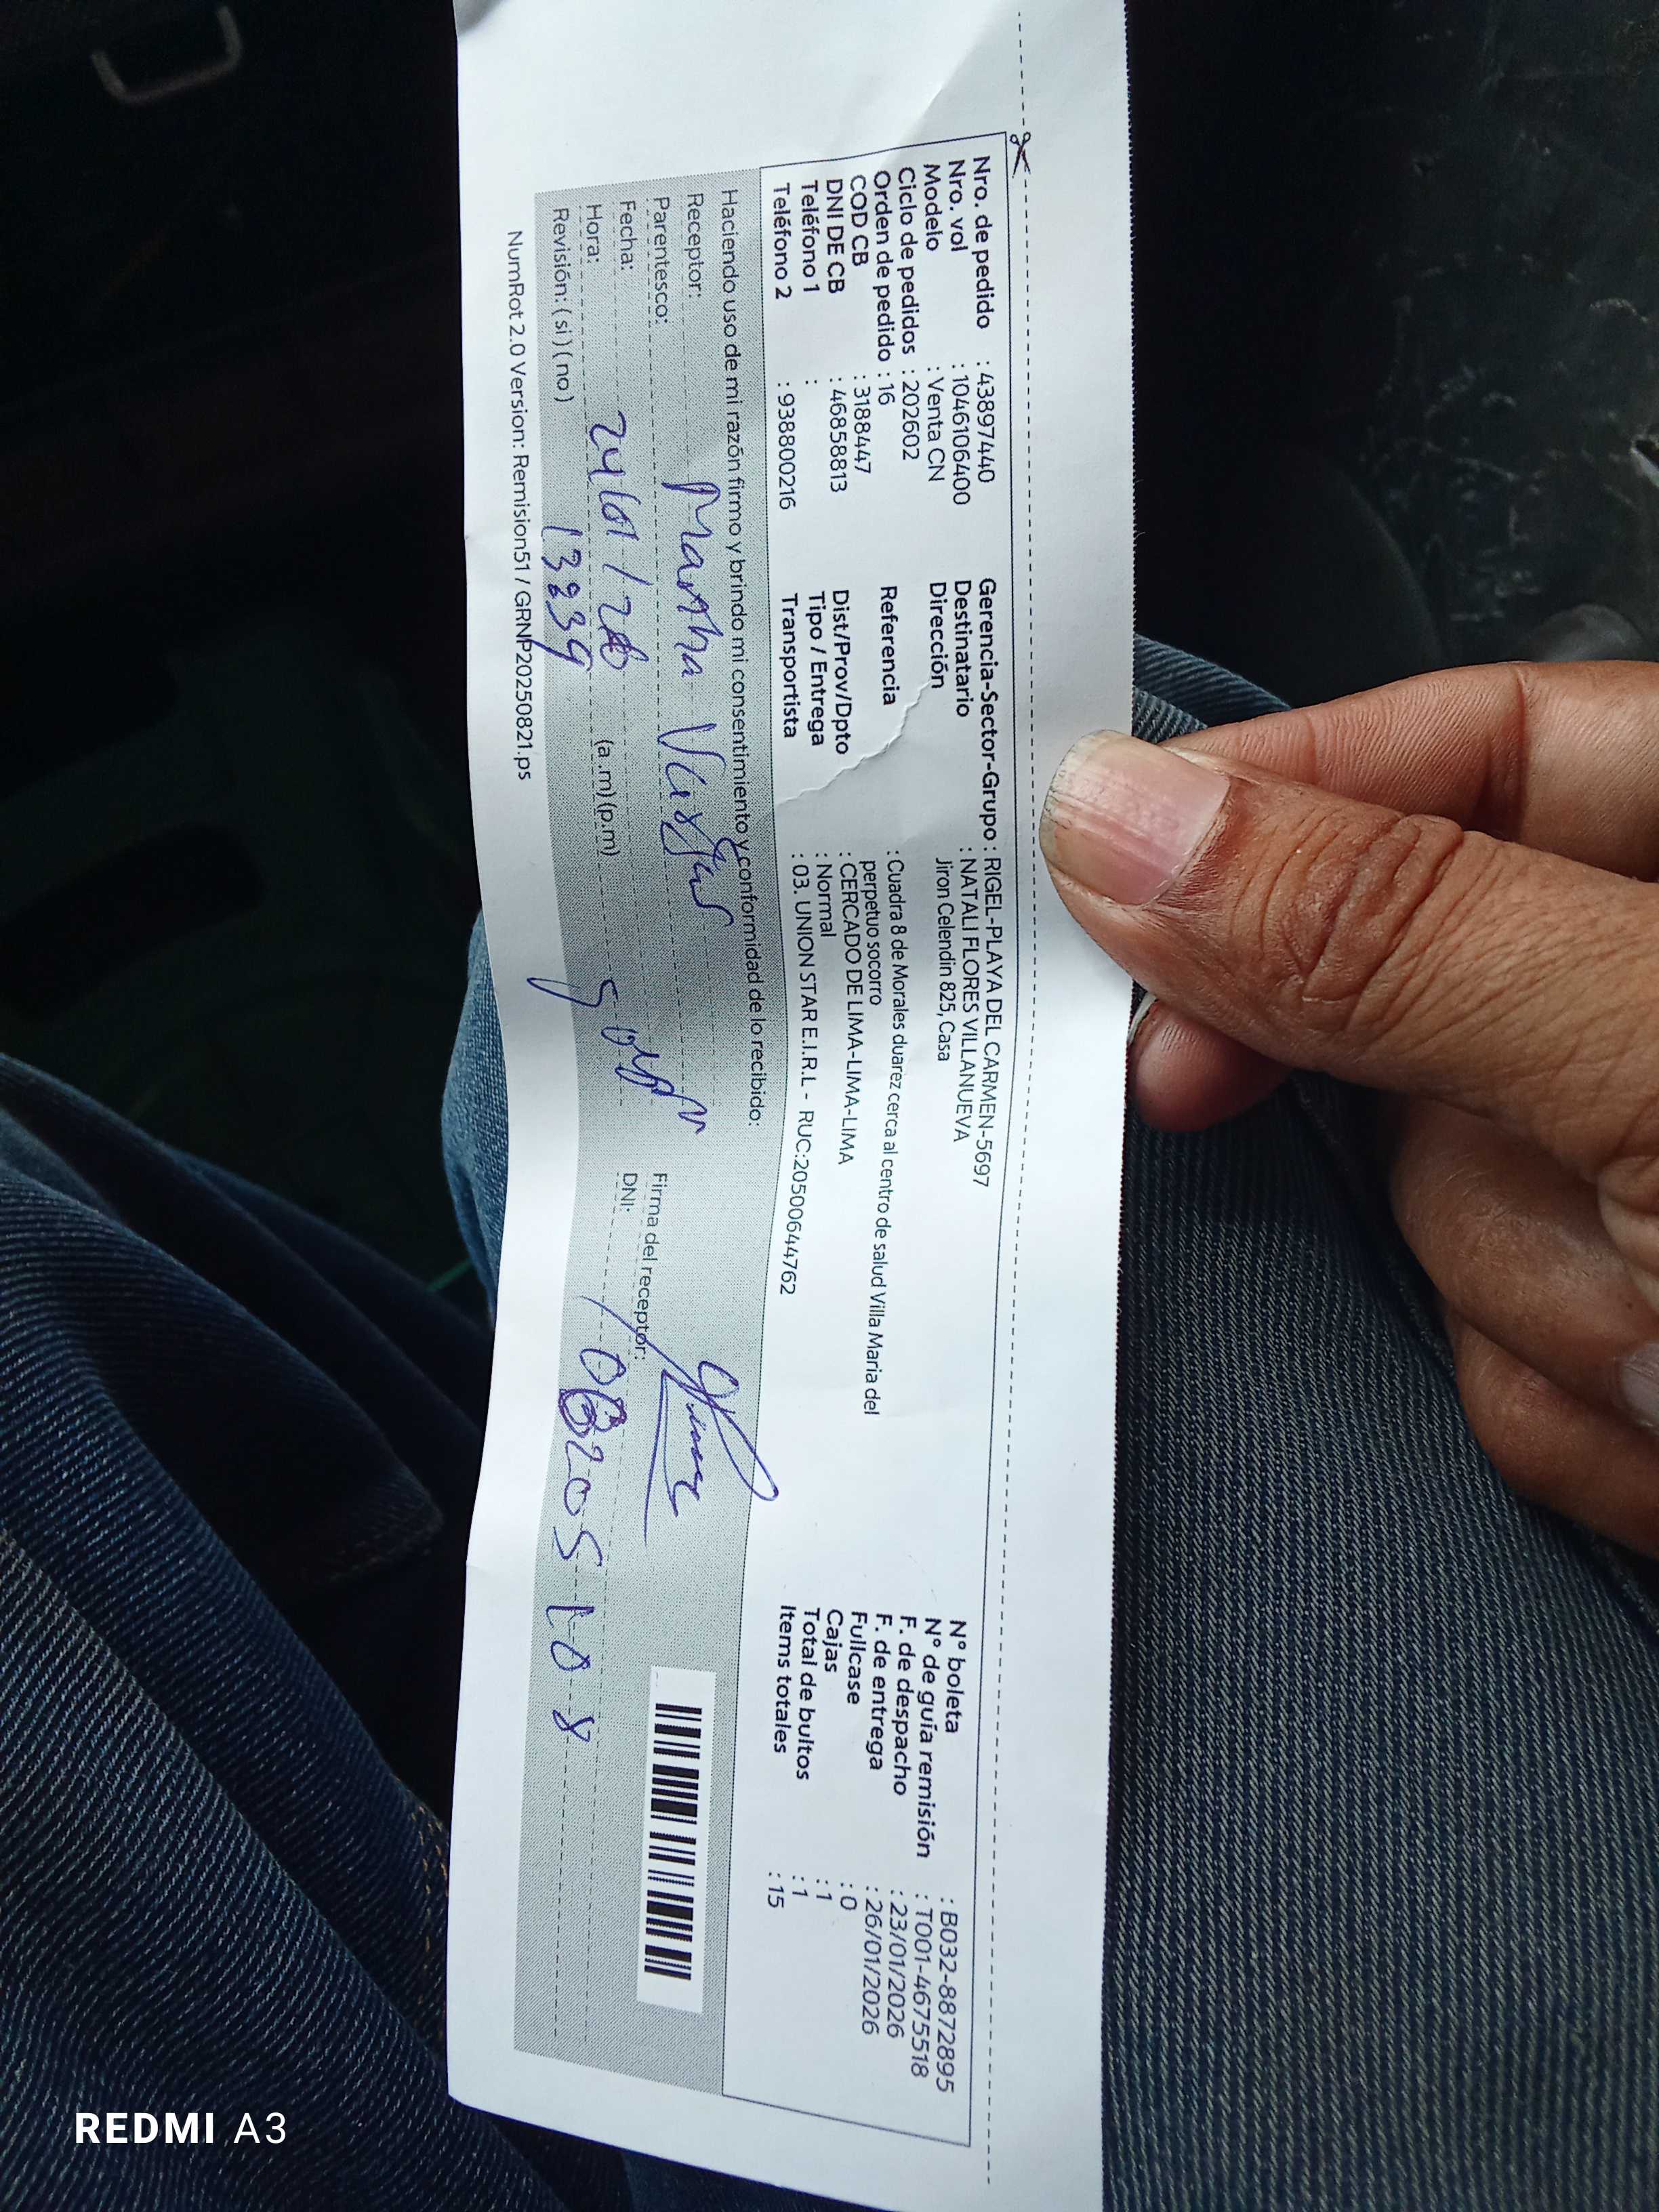 Nro. de pedido : 43897440
Nro. vol : 1046106400
Modelo : Venta CN
Ciclo de pedidos : 202602
Orden de pedido : 16
COD CB : 3188447
DNI DE CB : 46858813
Teléfono 1 :
Teléfono 2 : 938800216
Gerencia-Sector-Grupo : RIGEL-PLAYA DEL CARMEN-5697
Destinatario : NATALI FLORES VILLANUEVA
Dirección Jiron Celendin 825, Casa
Referencia : Cuadra 8 de Morales duarez cerca al centro de salud Villa Maria del
perpetuo socorro
Dist/Prov/Dpto : CERCADO DE LIMA-LIMA-LIMA
Tipo / Entrega : Normal
Transportista : 03. UNION STAR E.I.R.L - RUC:20500644762
N° boleta : B032-8872895
N° de guía remisión : T001-4675518
F. de despacho : 23/01/2026
F. de entrega : 26/01/2026
Fullcase : 0
Cajas : 1
Total de bultos : 1
Items totales : 15
Haciendo uso de mi razón firmo y brindo mi consentimiento y conformidad de lo recibido:
Receptor: Martha Vargas
Parentesco:
Fecha: 24/01/26
Hora: (a.m) (p.m)
Revisión: ( si ) ( no )
Firma del receptor:
DNI:
NumRot 2.0 Version: Remision51 / GRNP20250821.ps
REDMI A3